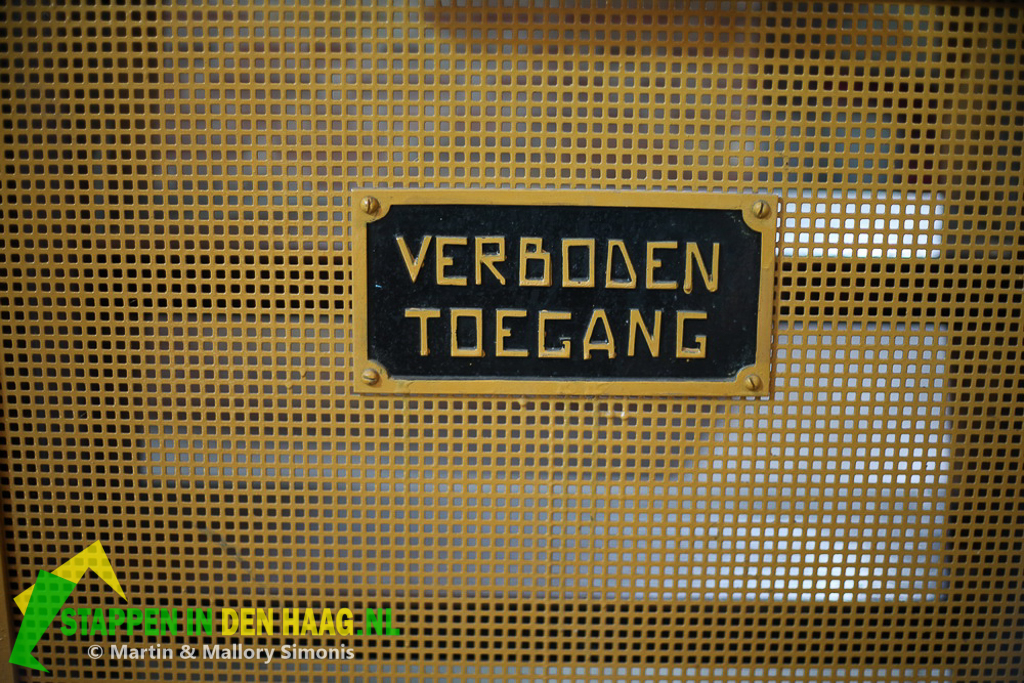 VERBODEN
TOEGANG
STAPPEN IN DEN HAAG.NL
© Martin & Mallory Simonis